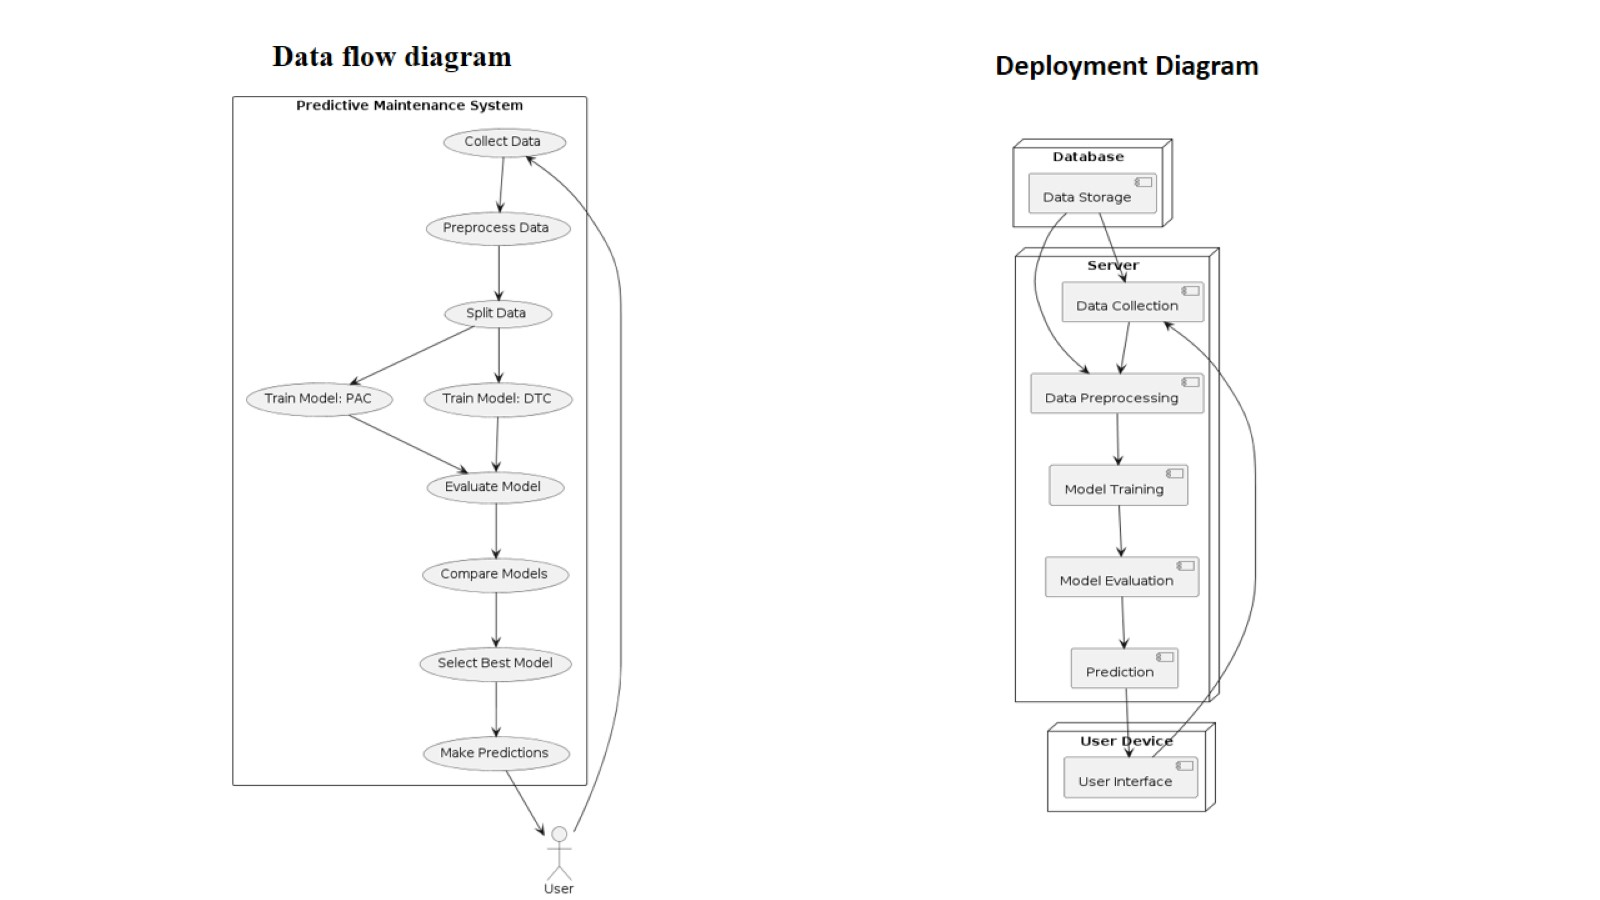 Data flow diagram
Predictive Maintenance System
Collect Data
Preprocess Data
Split Data
Train Model: PAC
Train Model: DTC
Evaluate Model
Compare Models
Select Best Model
Make Predictions
User
Deployment Diagram
Database
Data Storage
Server
Data Collection
Data Preprocessing
Model Training
Model Evaluation
Prediction
User Device
User Interface